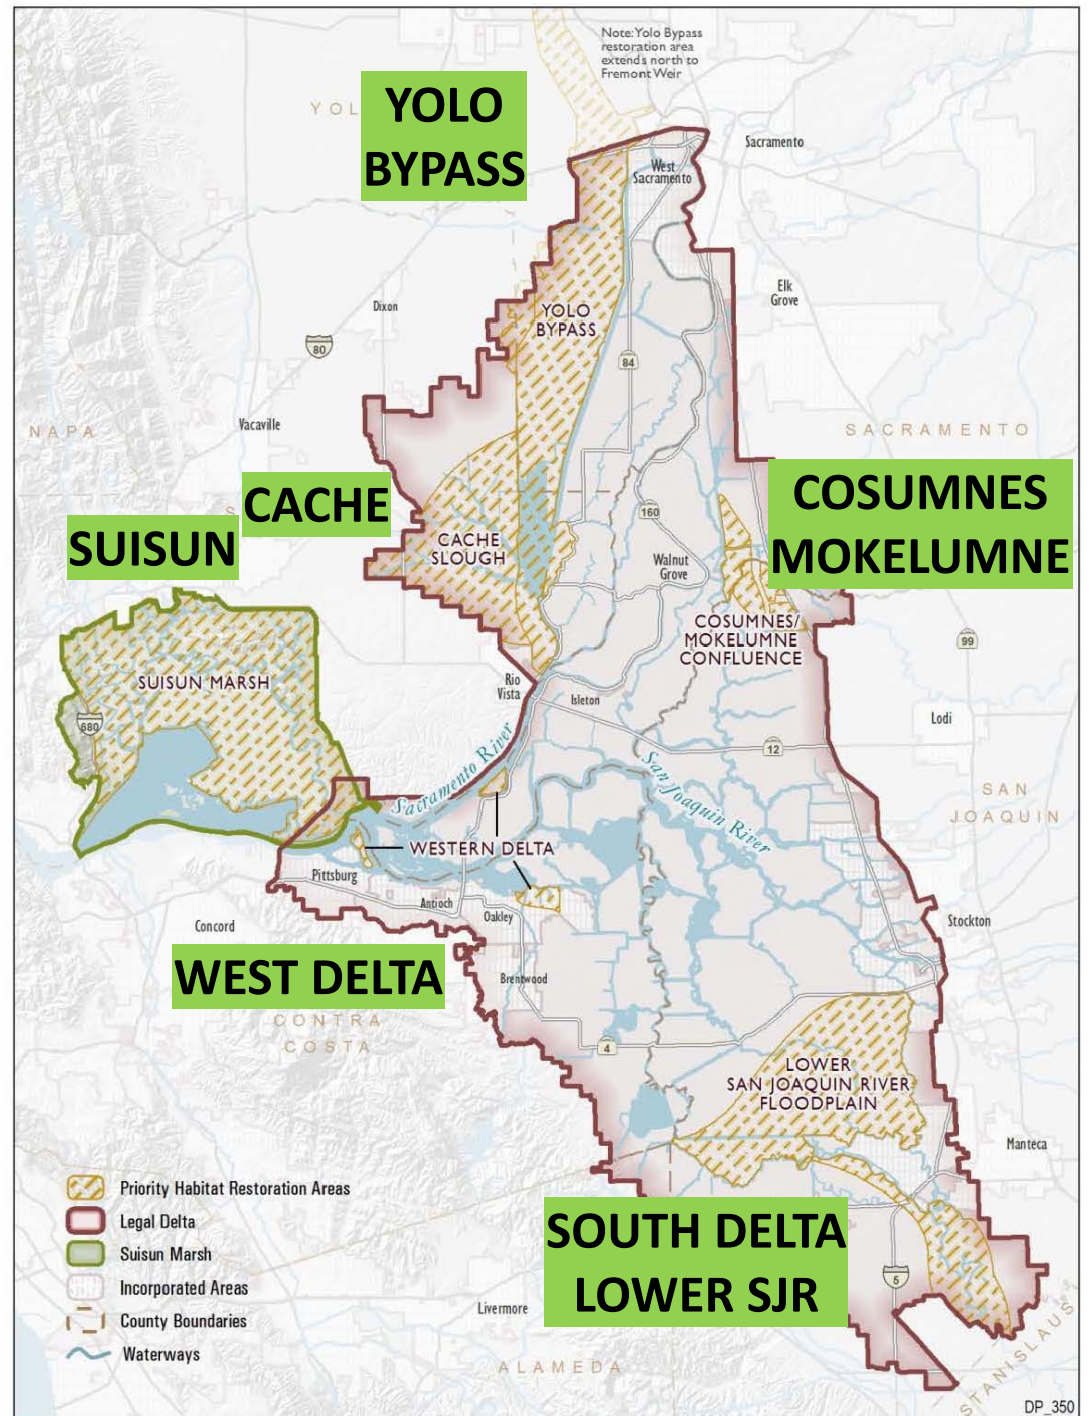 Note: Yolo Bypass
restoration area
extends north to
Fremont Weir
YOLO
BYPASS
YOL
Sacramento
West
Sacramento
Elk
Grove
Dixon
YOLO
BYPASS
80
84
Vacaville
NAPA
SACRAMENTO
CACHE
SUISUN
COSUMNES
MOKELUMNE
160
CACHE
SLOUGH
Walnut
Grove
COSUMNES/
MOKELUMNE
CONFLUENCE
99
SUISUN MARSH
Rio
Vista
Isleton
680
Lodi
12
Sacramento River
San Joaquin River
SAN
JOAQUIN
WESTERN DELTA
Pittsburg
Antioch
Oakley
Concord
Stockton
WEST DELTA
Brentwood
CONTRA
COSTA
4
LOWER
SAN JOAQUIN RIVER
FLOODPLAIN
Manteca
Priority Habitat Restoration Areas
Legal Delta
Suisun Marsh
Incorporated Areas
County Boundaries
Waterways
SOUTH DELTA
LOWER SJR
5
Livermore
ALAMEDA
STANISLAUS
DP_350